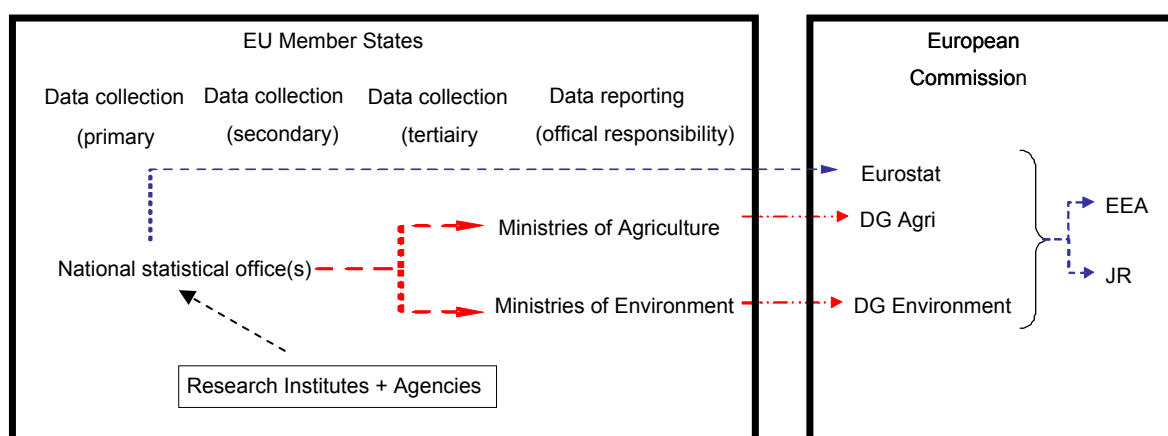 EU Member States
European
Commission
Data collection
(primary
Data collection
(secondary)
Data collection
(tertiairy
Data reporting
(offical responsibility)
Eurostat
Ministries of Agriculture
DG Agri
EEA
National statistical office(s)
JR
Ministries of Environment
DG Environment
Research Institutes + Agencies